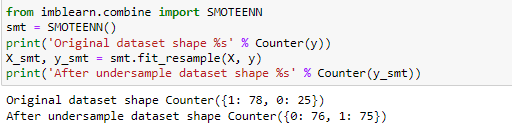 from imblearn.combine import SMOTEENN
smt = SMOTEENN()
print('Original dataset shape %s' % Counter(y))
X_smt, y_smt = smt.fit_resample(X, y)
print('After undersample dataset shape %s' % Counter(y_smt))
Original dataset shape Counter({1: 78, 0: 25})
After undersample dataset shape Counter({0: 76, 1: 75})